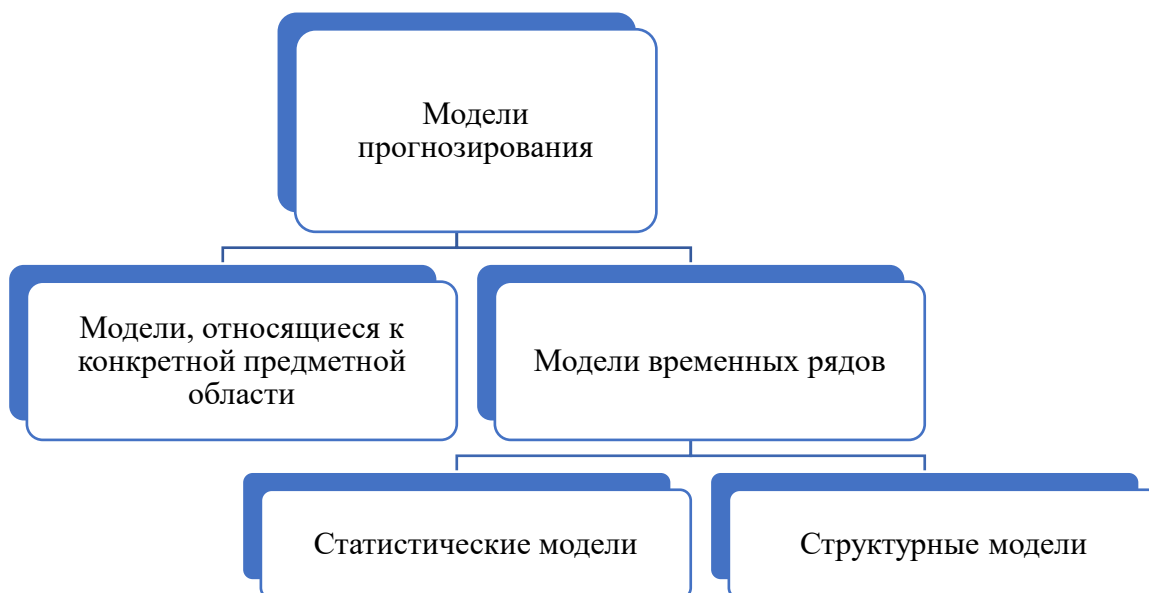 Модели
прогнозирования
Модели, относящиеся к
конкретной предметной
области
Модели временных рядов
Статистические модели
Структурные модели